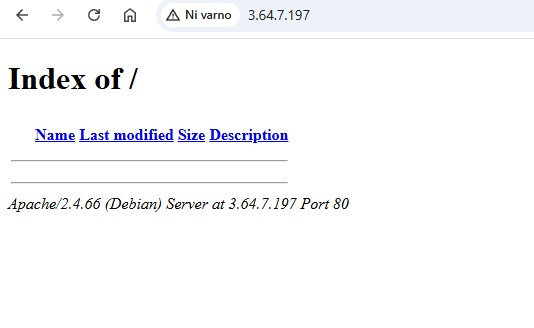 Ni varno 3.64.7.197
Index of /
Name Last modified Size Description
Apache/2.4.66 (Debian) Server at 3.64.7.197 Port 80